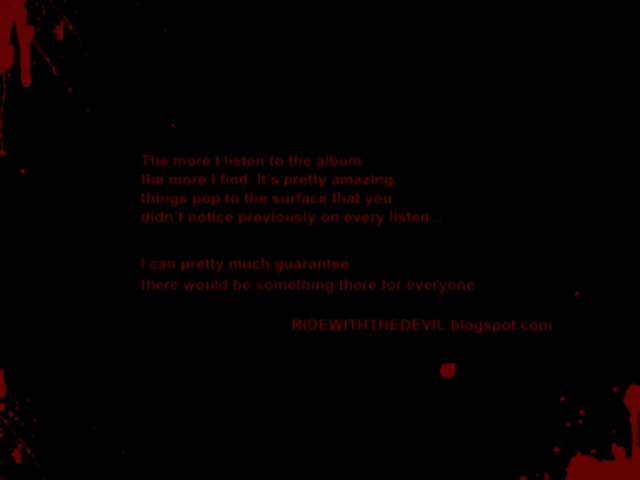 The more I listen to the album
the more I find. It's pretty amazing,
things pop to the surface that you
didn't notice previously on every listen...
I can pretty much guarantee
there would be something there for everyone
RIDEWITHTHEDEVIL.blogspot.com